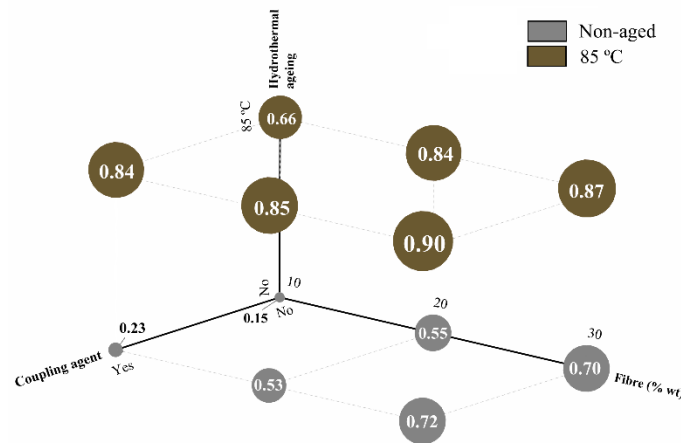 Non-aged
85 ºC
Hydrothermal
ageing
85 ºC
0.66
0.84
0.84
0.87
0.85
0.90
No
10
No
0.15
20
0.23
0.55
30
Coupling agent
Yes
0.53
0.70
Fibre (% wt)
0.72